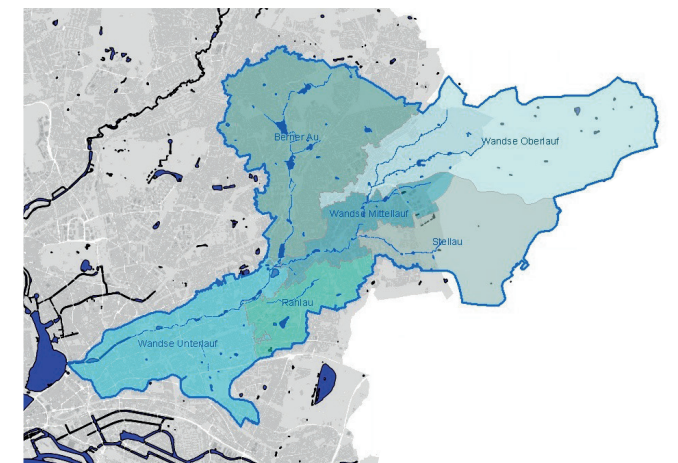 Berner Au
Wandse Oberlauf
Wandse Mittellauf
Stellau
Rahlau
Wandse Unterlauf